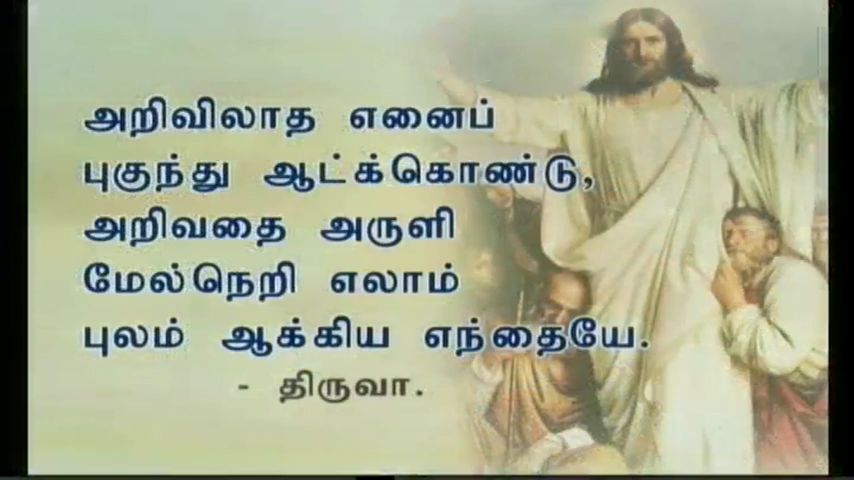 அறிவிலாத எனைப்
புகுந்து ஆட்க்கொண்டு,
அறிவதை அருளி
மேல்நெறி எலாம்
புலம் ஆக்கிய எந்தையே.
- திருவா.